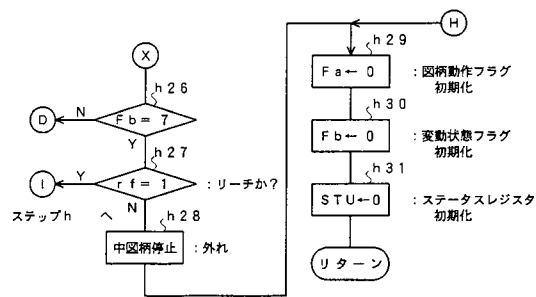 X
h26
D
N
Fb=7
Y
h27
I
Y
rf=1
:リーチか?
N
ステップh
へ
h28
中図柄停止
:外れ
H
h29
Fa←0
:図柄動作フラグ
初期化
h30
Fb←0
:変動状態フラグ
初期化
h31
STU←0
:ステータスレジスタ
初期化
リターン